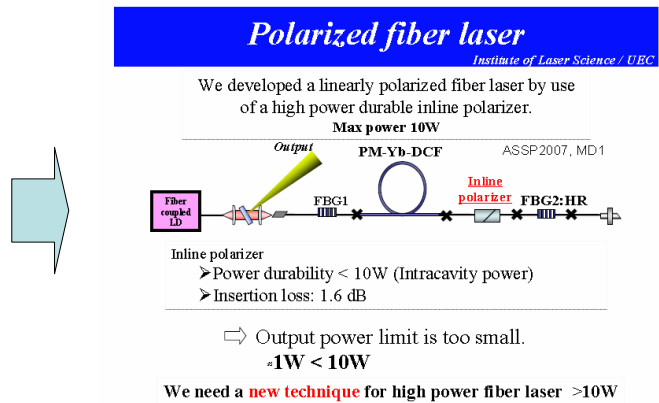 Polarized fiber laser
Institute of Laser Science / UEC
We developed a linearly polarized fiber laser by use
of a high power durable inline polarizer.
Max power 10W
Output
PM-Yb-DCF
ASSP2007, MD1
Fiber
coupled
LD
FBG1
Inline
polarizer
FBG2:HR
Inline polarizer
➢Power durability < 10W (Intracavity power)
➢Insertion loss: 1.6 dB
⇨ Output power limit is too small.
≈1W < 10W
We need a new technique for high power fiber laser >10W